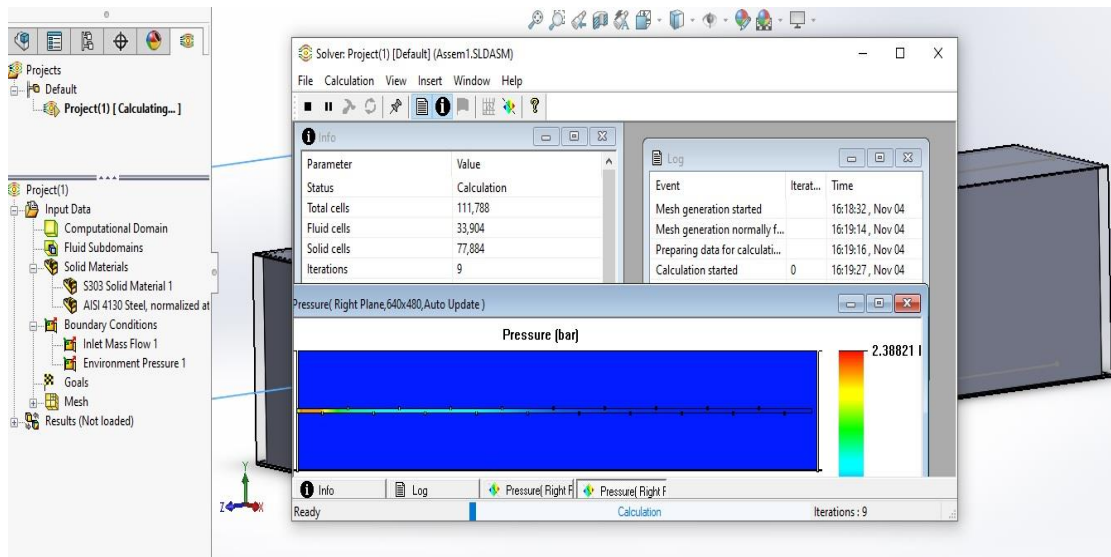 Projects
Default
Project(1) [ Calculating... ]
Project(1)
Input Data
Computational Domain
Fluid Subdomains
Solid Materials
S303 Solid Material 1
AISI 4130 Steel, normalized at
Boundary Conditions
Inlet Mass Flow 1
Environment Pressure 1
Goals
Mesh
Results (Not loaded)
Solver: Project(1) [Default] (Assem1.SLDASM)
File Calculation View Insert Window Help
Info
Parameter Value
Status Calculation
Total cells 111,788
Fluid cells 33,904
Solid cells 77,884
Iterations 9
Log
Event Iterat... Time
Mesh generation started 16:18:32 , Nov 04
Mesh generation normally f... 16:19:14 , Nov 04
Preparing data for calculati... 16:19:16 , Nov 04
Calculation started 0 16:19:27 , Nov 04
Pressure( Right Plane,640x480,Auto Update )
Pressure (bar)
2.38821
Info Log Pressure( Right F Pressure( Right F
Ready Calculation Iterations : 9
Y
Z X